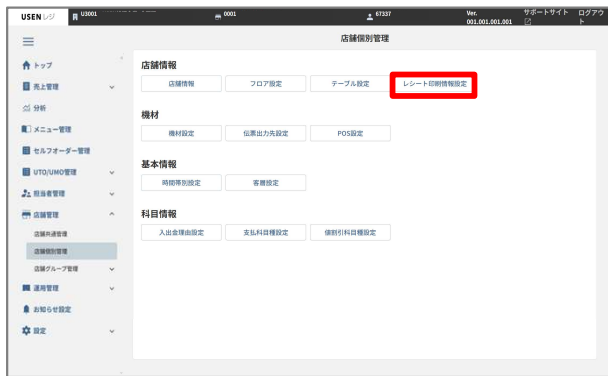 USEN レジ U3001 0001 67337 Ver. 001.001.001.001 サポートサイト ログアウト
店舗個別管理
トップ
売上管理
分析
メニュー管理
セルフオーダー管理
UTO/UMO管理
担当者管理
店舗管理
店舗共通管理
店舗個別管理
店舗グループ管理
運用管理
お知らせ設定
設定
店舗情報
店舗情報 フロア設定 テーブル設定 レシート印刷情報設定
機材
機材設定 伝票出力先設定 POS設定
基本情報
時間帯別設定 客層設定
科目情報
入出金理由設定 支払科目種設定 値割引科目種設定